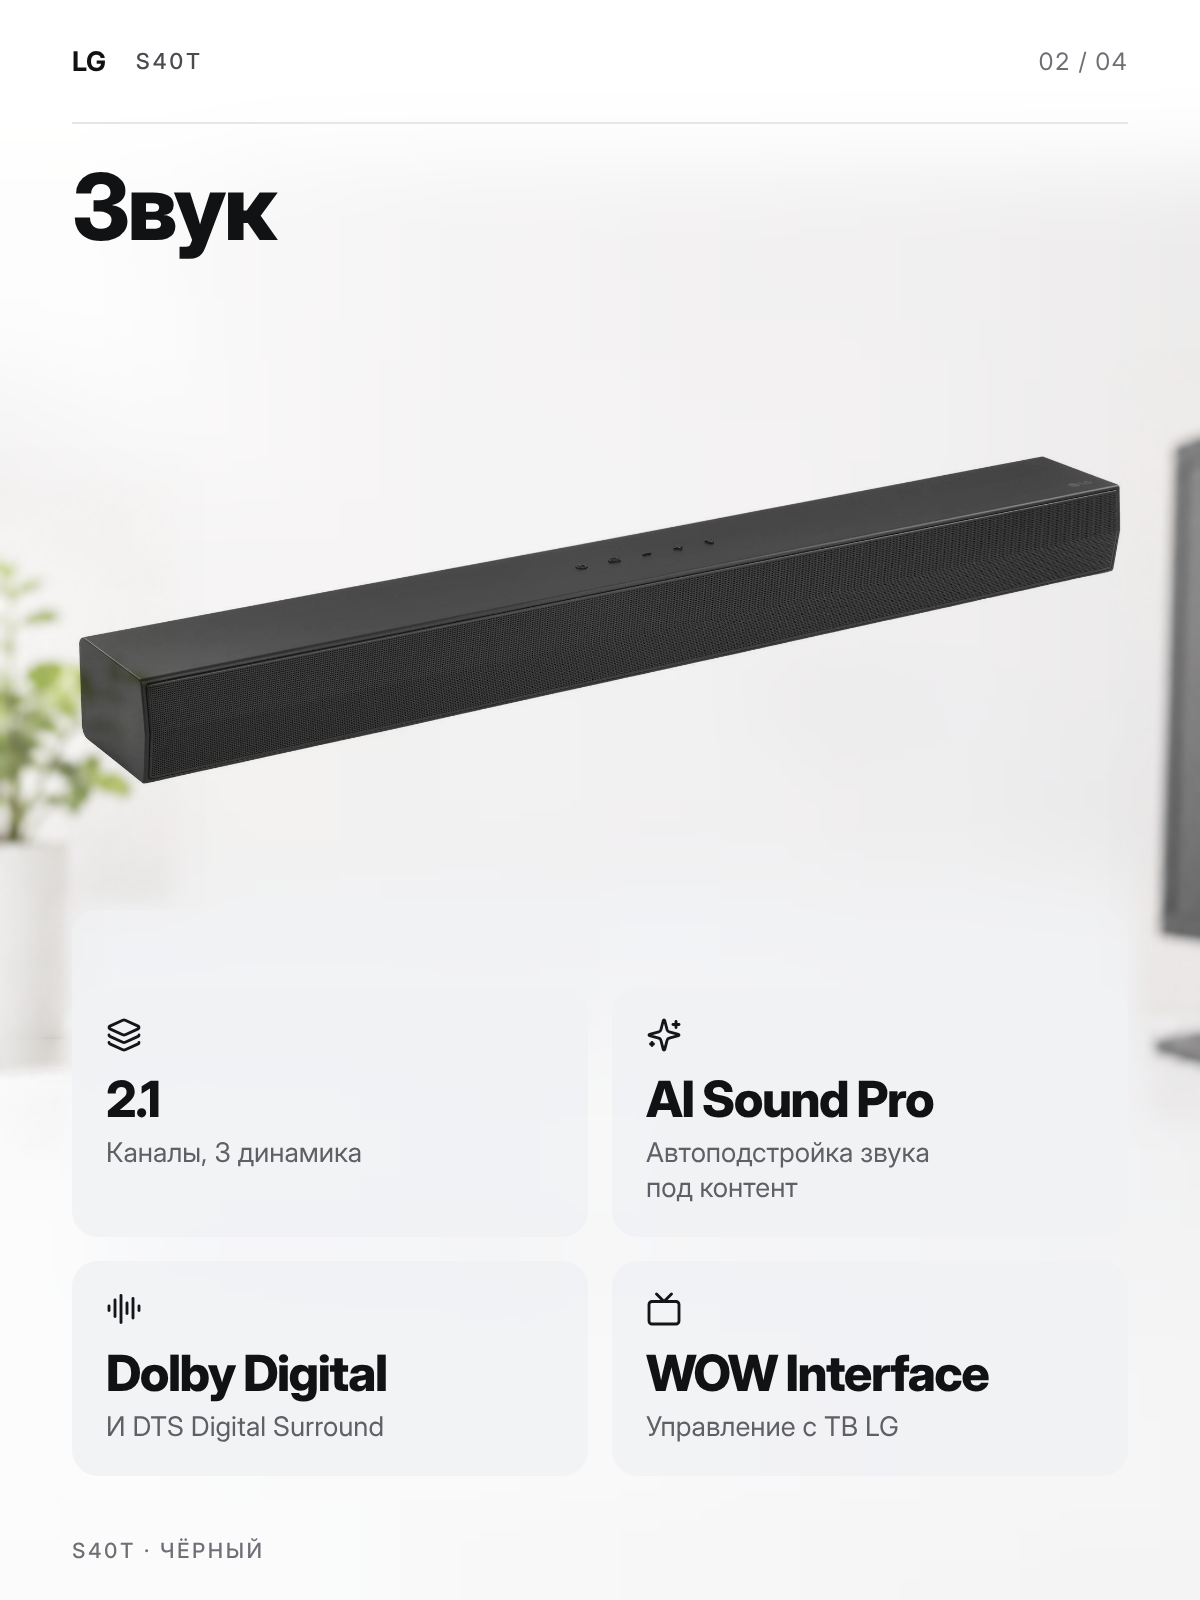 LG S40T 02 / 04
Звук
2.1
Каналы, 3 динамика
AI Sound Pro
Автоподстройка звука
под контент
Dolby Digital
И DTS Digital Surround
WOW Interface
Управление с ТВ LG
S40T · ЧЁРНЫЙ